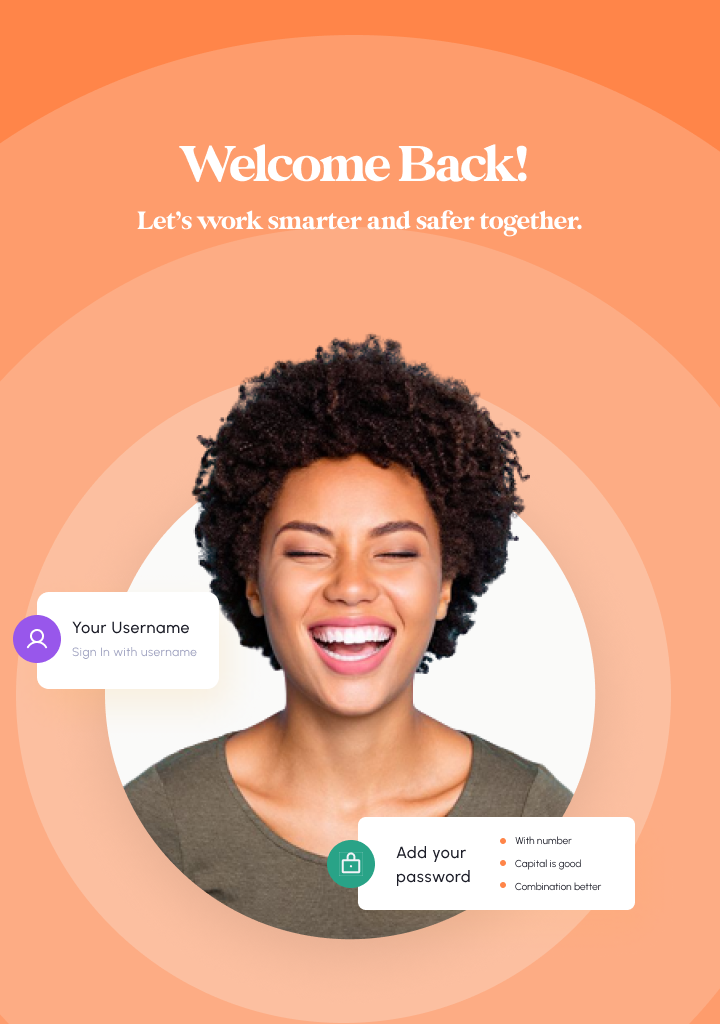 Welcome Back!
Let's work smarter and safer together.
Your Username
Sign In with username
Add your
password
With number
Capital is good
Combination better